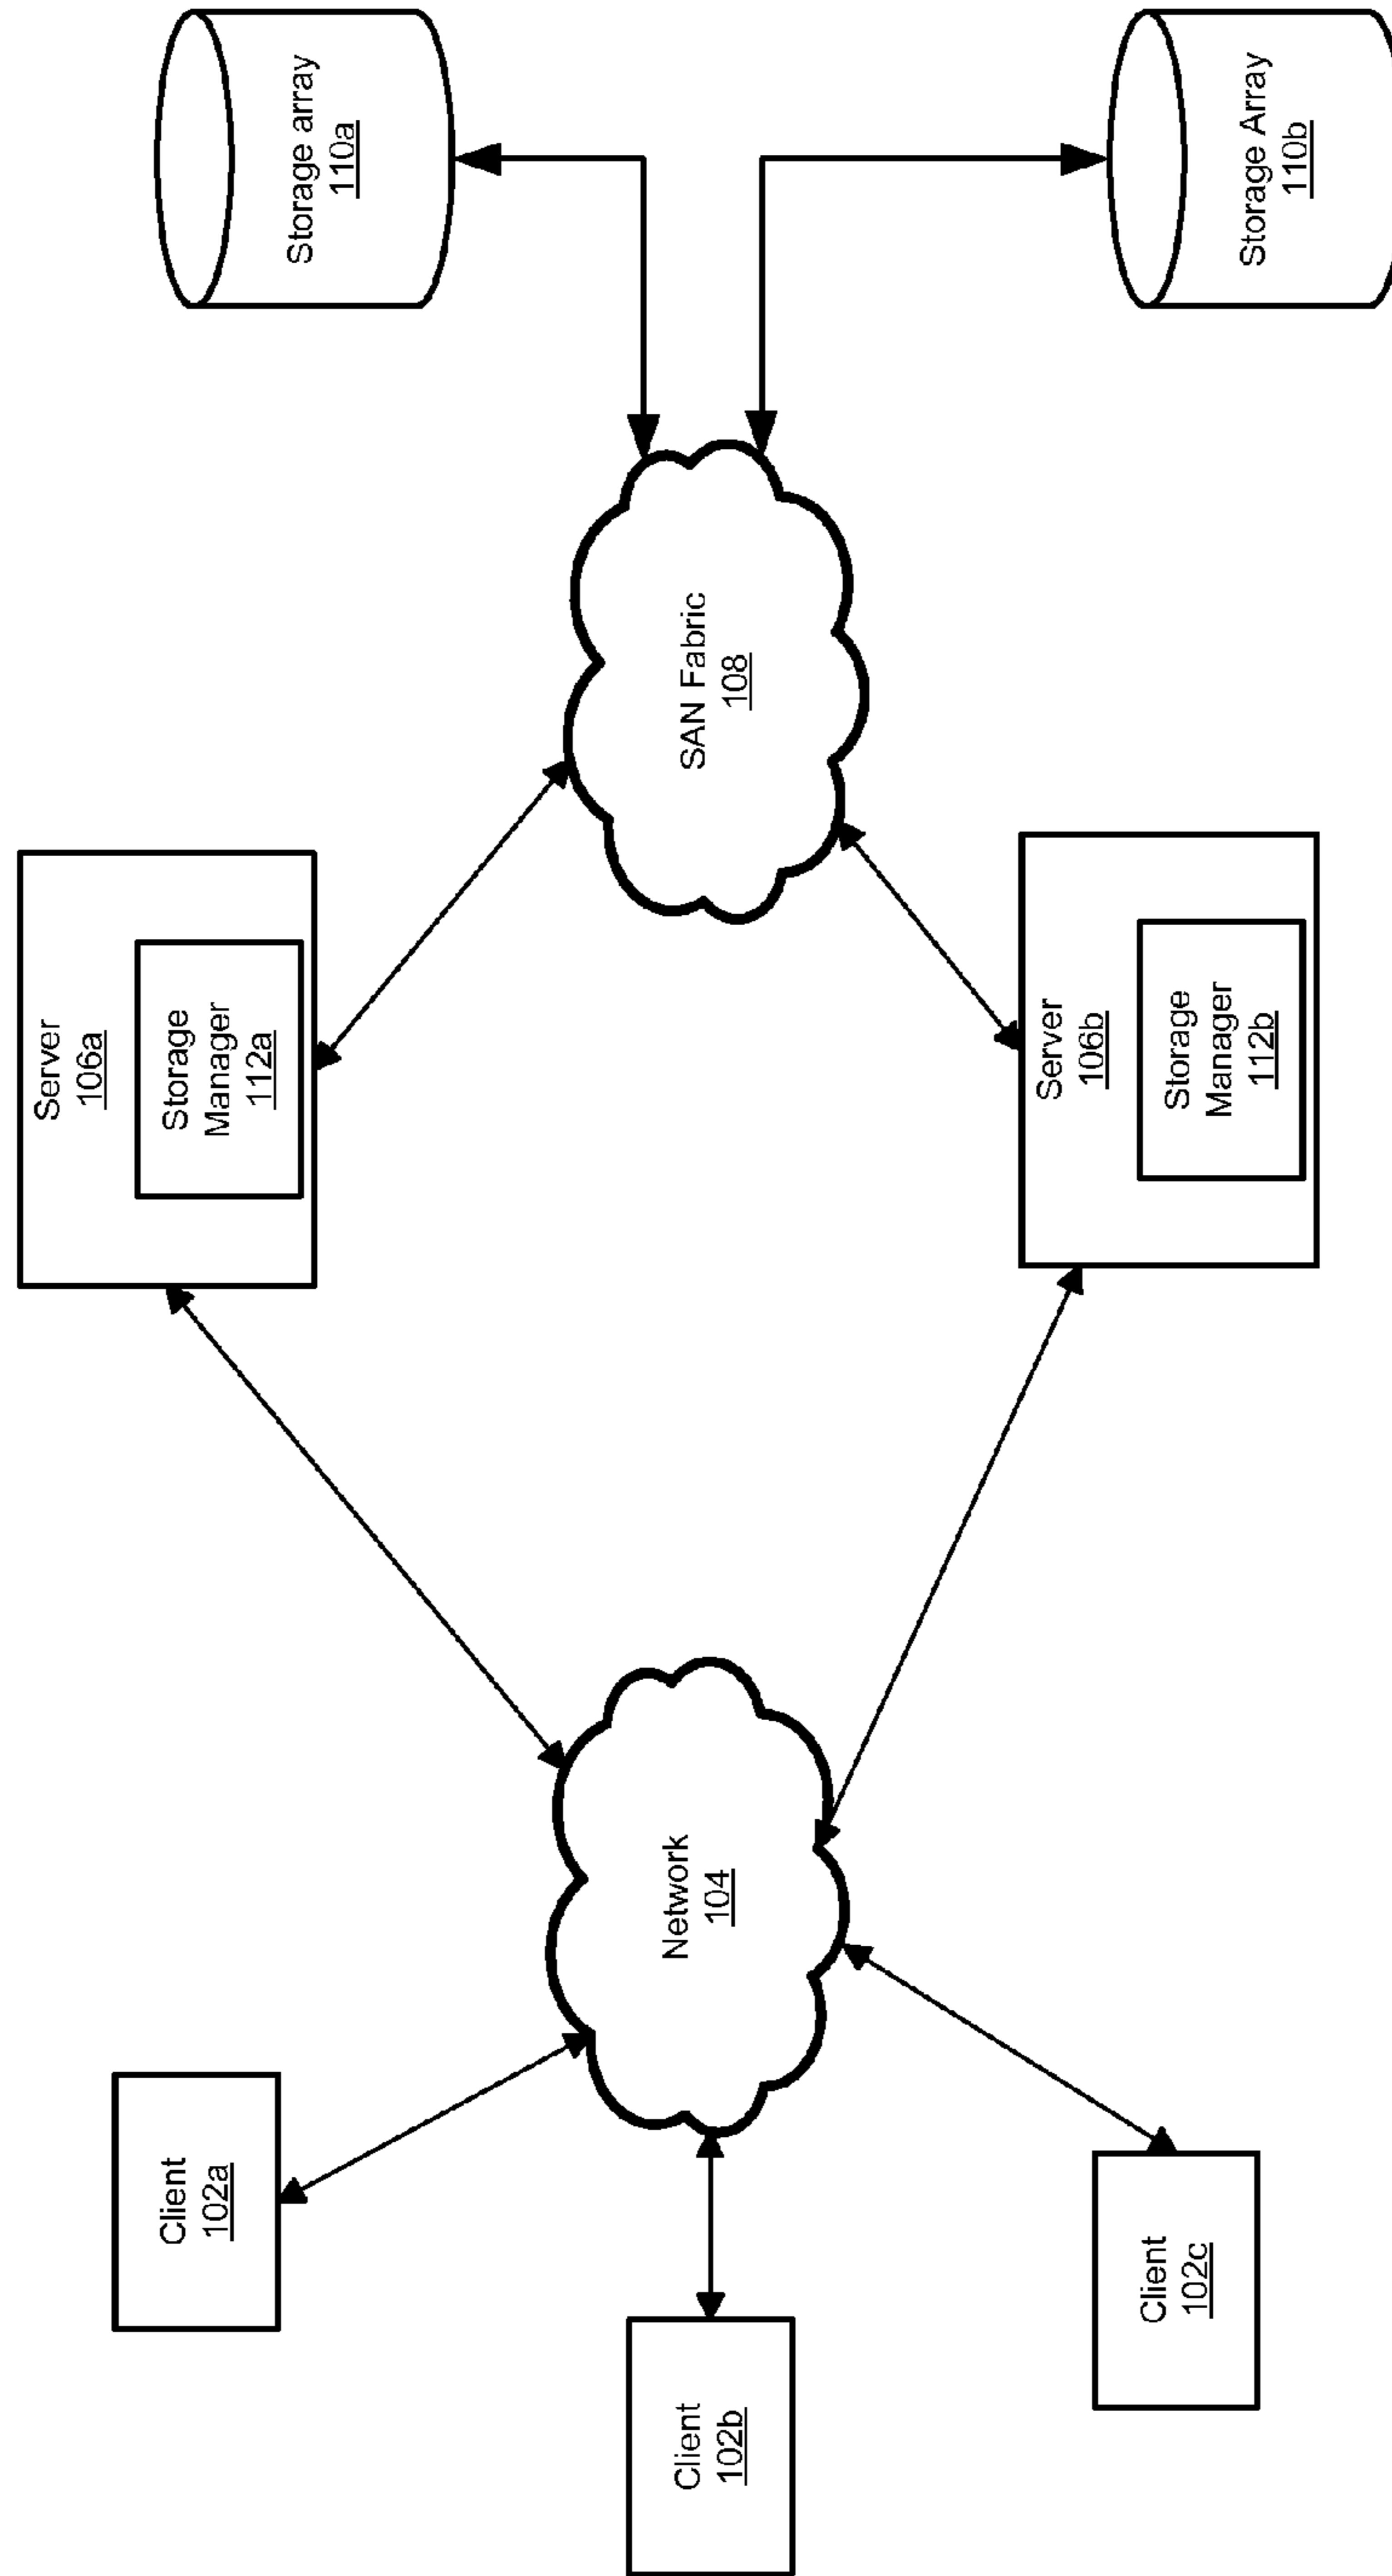 Client
102a
Client
102b
Client
102c
Network
104
Server
106a
Storage
Manager
112a
Server
106b
Storage
Manager
112b
SAN Fabric
108
Storage array
110a
Storage Array
110b